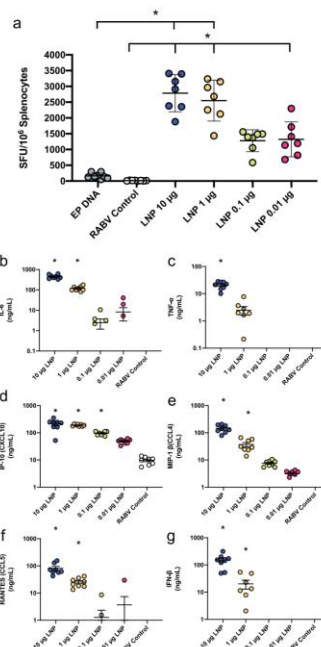 a
*
*
SFU/10⁶ Splenocytes
4000
3500
3000
2500
2000
1500
1000
500
0
EP DNA
RABV Control
LNP 10 μg
LNP 1 μg
LNP 0.1 μg
LNP 0.01 μg
b
IL-6
(ng/mL)
1000
100
10
1
0.1
* *
10 μg LNP
1 μg LNP
0.1 μg LNP
0.01 μg LNP
RABV Control
c
TNF-α
(ng/mL)
100
10
1
0.1
*
10 μg LNP
1 μg LNP
0.1 μg LNP
0.01 μg LNP
RABV Control
d
IP-10 (CXCL10)
(ng/mL)
1000
100
10
1
* * *
10 μg LNP
1 μg LNP
0.1 μg LNP
0.01 μg LNP
RABV Control
e
MIP-1 β(CCL4)
(ng/mL)
1000
100
10
1
* *
10 μg LNP
1 μg LNP
0.1 μg LNP
0.01 μg LNP
RABV Control
f
RANTES (CCL5)
(ng/mL)
1000
100
10
1
* *
10 μg LNP
1 μg LNP
0.1 μg LNP
0.01 μg LNP
RABV Control
g
IFN-β
(ng/mL)
1000
100
10
1
* *
10 μg LNP
1 μg LNP
0.1 μg LNP
0.01 μg LNP
RABV Control